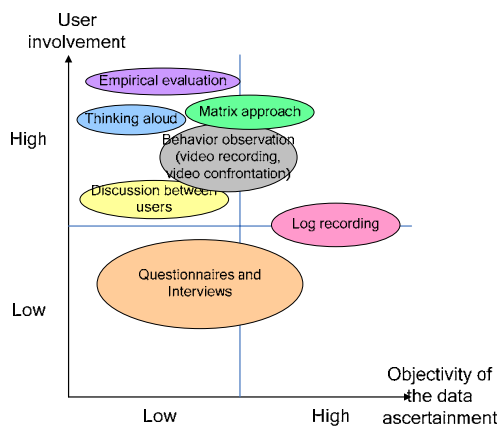 User
involvement
Empirical evaluation
Matrix approach
Thinking aloud
High
Behavior observation
(video recording,
video confrontation)
Discussion between
users
Log recording
Questionnaires and
Interviews
Low
Objectivity of
the data
ascertainment
Low
High